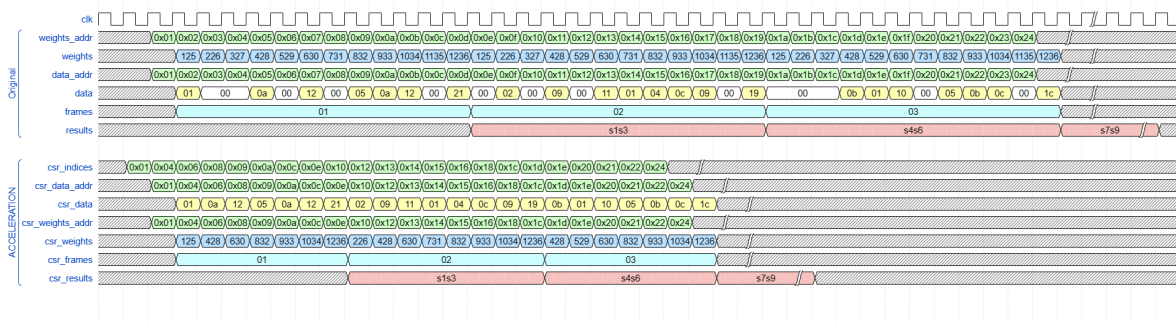 clk
weights_addr 0x01 0x02 0x03 0x04 0x05 0x06 0x07 0x08 0x09 0x0a 0x0b 0x0c 0x0d 0x0e 0x0f 0x10 0x11 0x12 0x13 0x14 0x15 0x16 0x17 0x18 0x19 0x1a 0x1b 0x1c 0x1d 0x1e 0x1f 0x20 0x21 0x22 0x23 0x24
weights 125 226 327 428 529 630 731 832 933 1034 1135 1236 125 226 327 428 529 630 731 832 933 1034 1135 1236 125 226 327 428 529 630 731 832 933 1034 1135 1236
data_addr 0x01 0x02 0x03 0x04 0x05 0x06 0x07 0x08 0x09 0x0a 0x0b 0x0c 0x0d 0x0e 0x0f 0x10 0x11 0x12 0x13 0x14 0x15 0x16 0x17 0x18 0x19 0x1a 0x1b 0x1c 0x1d 0x1e 0x1f 0x20 0x21 0x22 0x23 0x24
Original
data 01 00 0a 00 12 00 05 0a 12 00 21 00 02 00 09 00 11 01 04 0c 09 00 19 00 0b 01 10 00 05 0b 0c 00 1c
frames 01 02 03
results s1s3 s4s6 s7s9
csr_indices 0x01 0x04 0x06 0x08 0x09 0x0a 0x0c 0x0e 0x10 0x12 0x13 0x14 0x15 0x16 0x18 0x1c 0x1d 0x1e 0x20 0x21 0x22 0x24
csr_data_addr 0x01 0x04 0x06 0x08 0x09 0x0a 0x0c 0x0e 0x10 0x12 0x13 0x14 0x15 0x16 0x18 0x1c 0x1d 0x1e 0x20 0x21 0x22 0x24
csr_data 01 0a 12 05 0a 12 21 02 09 11 01 04 0c 09 19 0b 01 10 05 0b 0c 1c
ACCELERATION
csr_weights_addr 0x01 0x04 0x06 0x08 0x09 0x0a 0x0c 0x0e 0x10 0x12 0x13 0x14 0x15 0x16 0x18 0x1c 0x1d 0x1e 0x20 0x21 0x22 0x24
csr_weights 125 428 630 832 933 1034 1236 226 428 630 731 832 933 1034 1236 428 529 630 832 933 1034 1236
csr_frames 01 02 03
csr_results s1s3 s4s6 s7s9